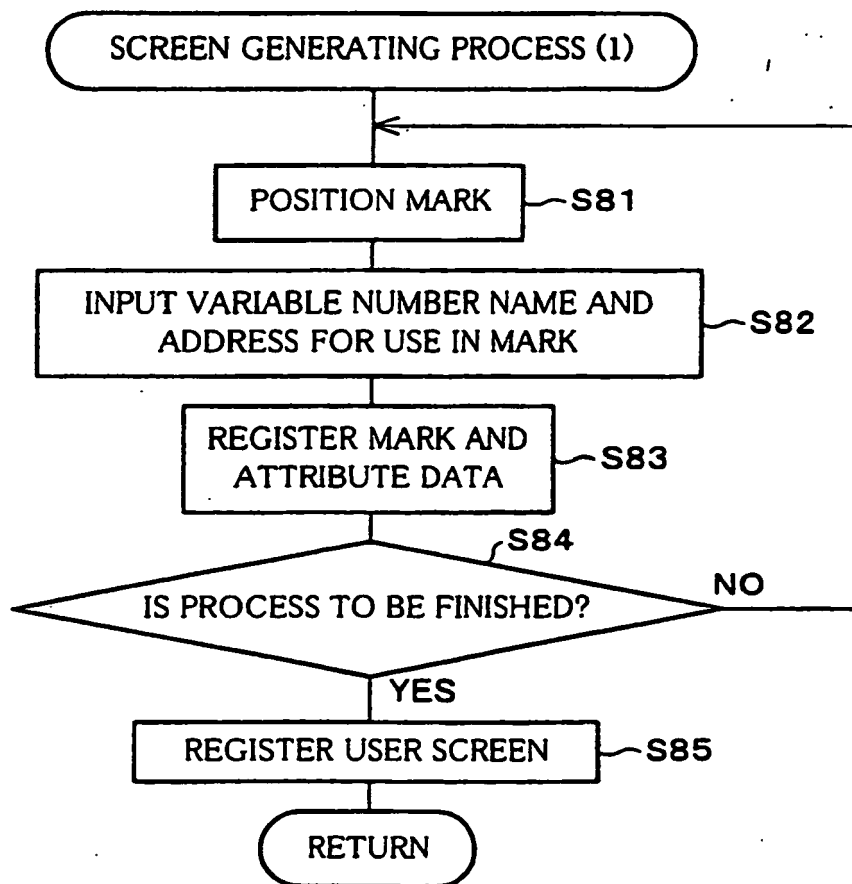 SCREEN GENERATING PROCESS (1)
POSITION MARK
S81
INPUT VARIABLE NUMBER NAME AND
ADDRESS FOR USE IN MARK
S82
REGISTER MARK AND
ATTRIBUTE DATA
S83
S84
IS PROCESS TO BE FINISHED?
NO
YES
REGISTER USER SCREEN
S85
RETURN